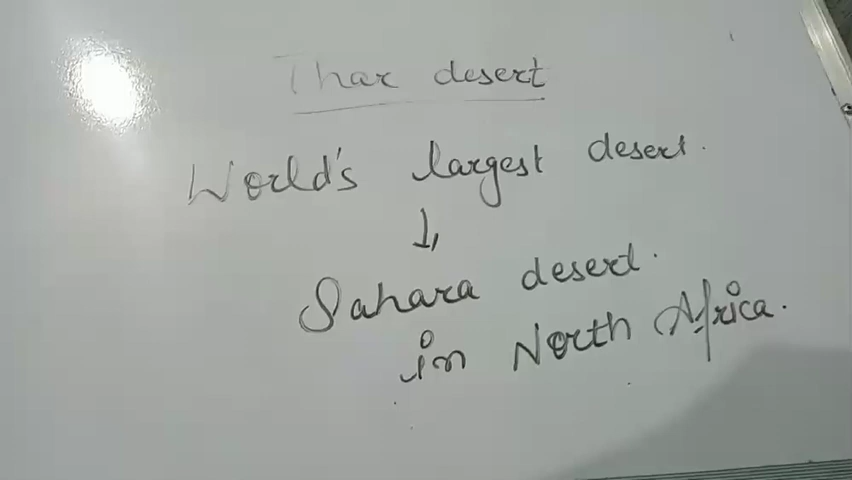 Thar desert
World's largest desert.
↓
Sahara desert.
in North Africa.